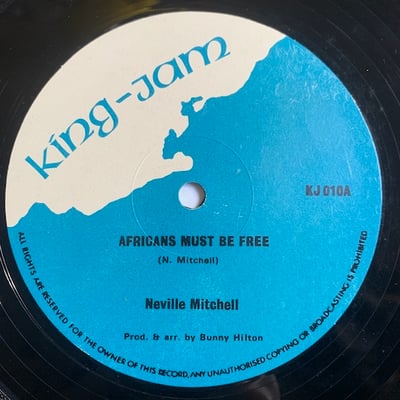 king-Jam
KJ 010A
AFRICANS MUST BE FREE
(N. Mitchell)
Neville Mitchell
Prod. & arr. by Bunny Hilton
ALL RIGHTS ARE RESERVED FOR THE OWNER OF THIS RECORD, ANY UNAUTHORISED COPYING OR BROADCASTING IS PROHIBITED